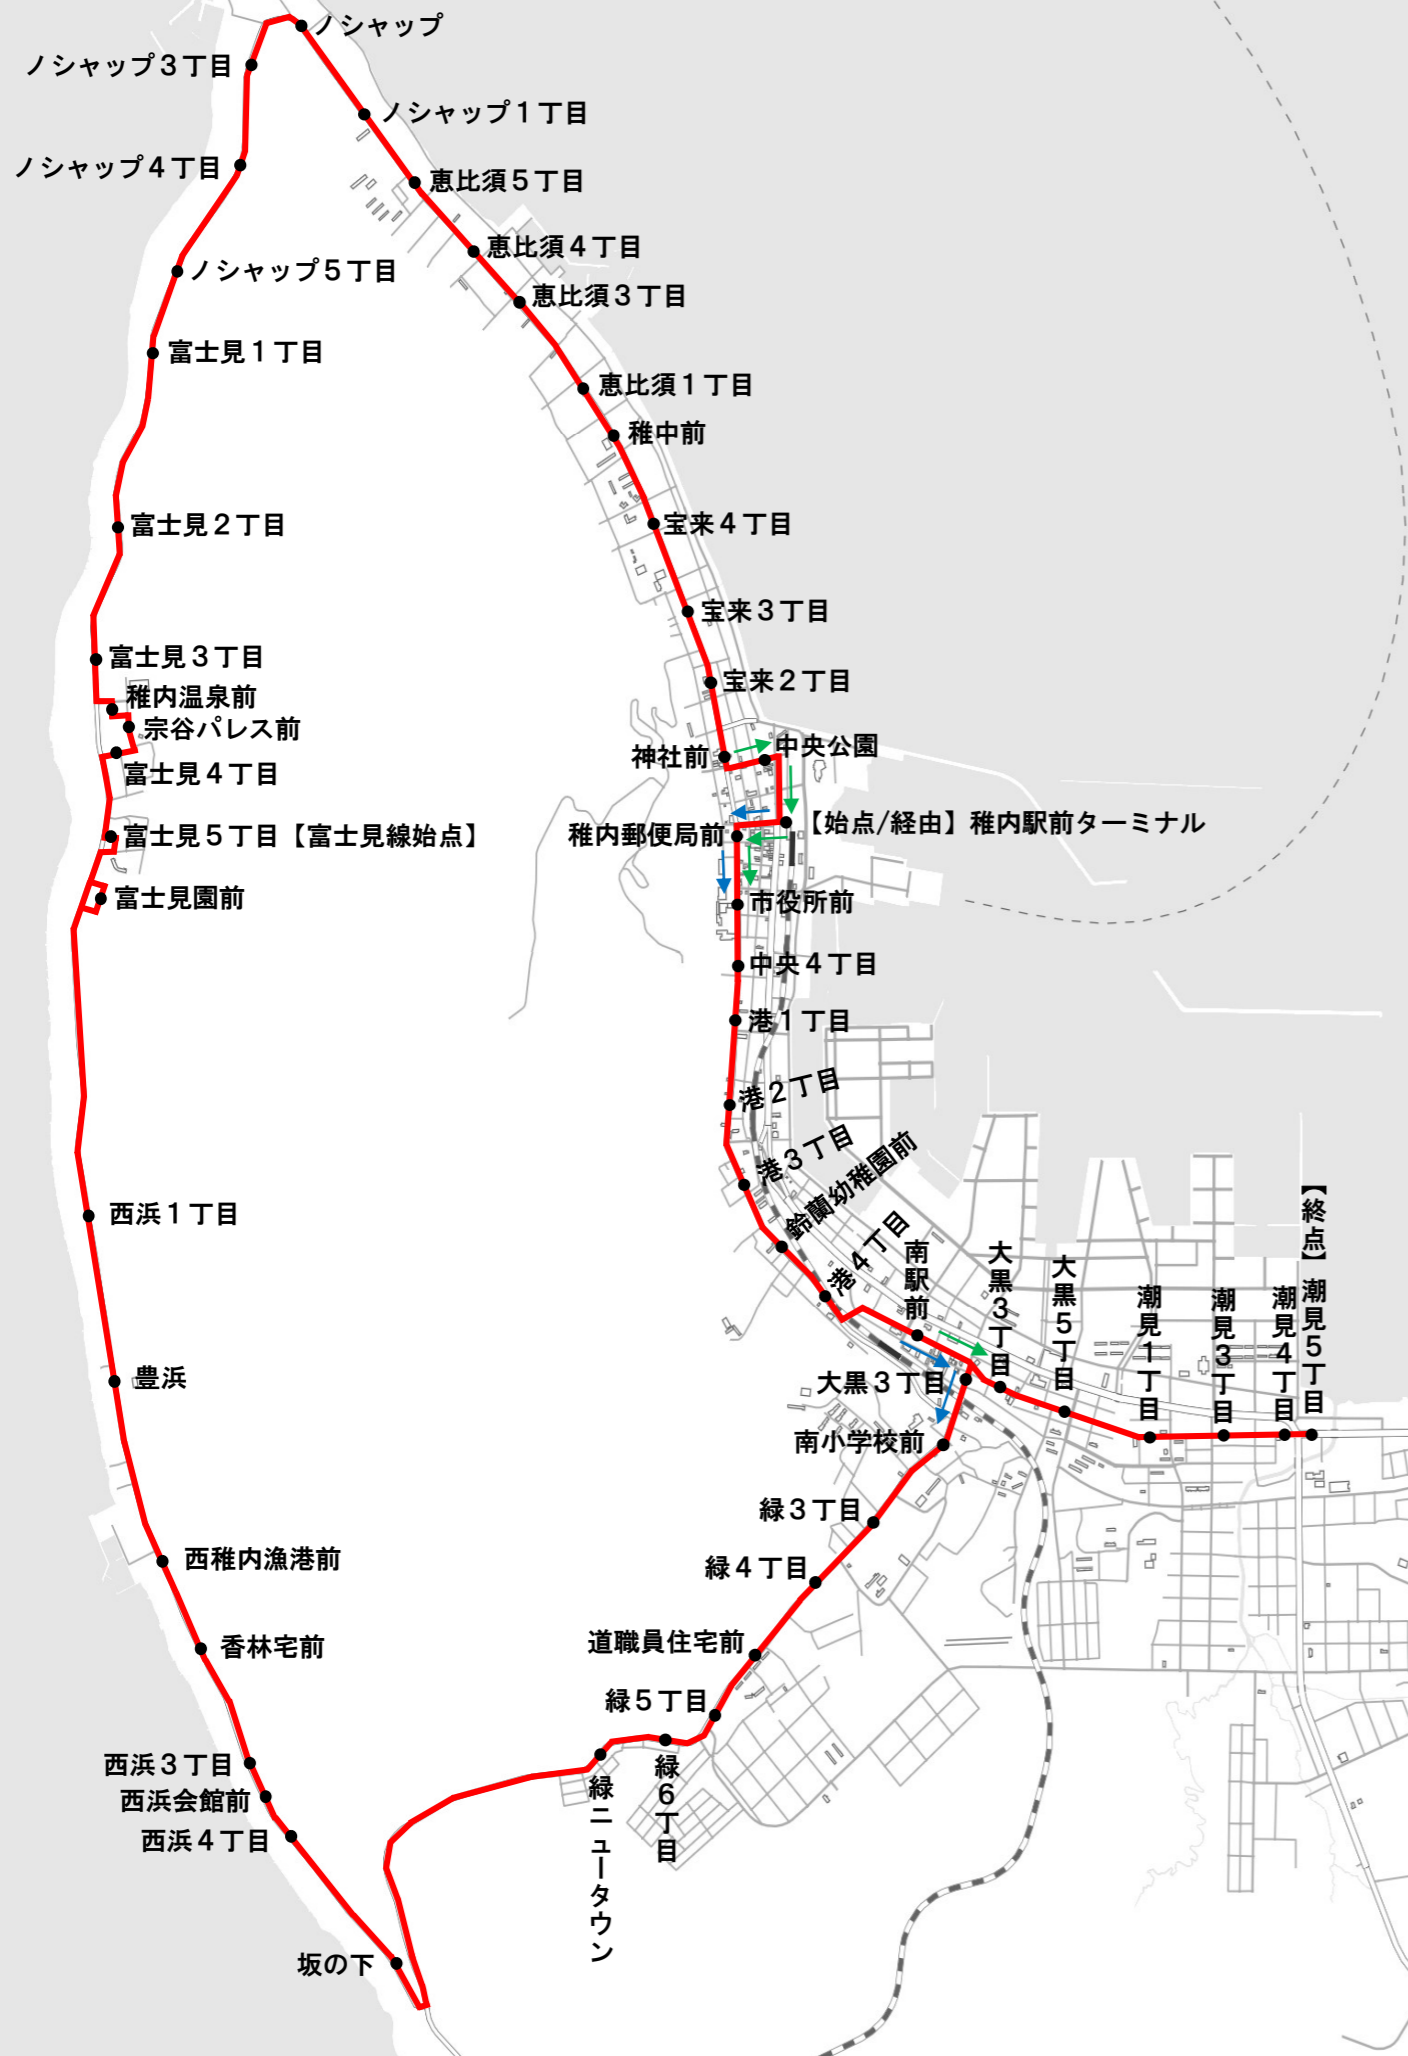 ノシャップ
ノシャップ３丁目
ノシャップ１丁目
ノシャップ４丁目
恵比須５丁目
恵比須４丁目
ノシャップ５丁目
恵比須３丁目
富士見１丁目
恵比須１丁目
稚中前
富士見２丁目
宝来４丁目
宝来３丁目
富士見３丁目
宝来２丁目
稚内温泉前
宗谷パレス前
富士見４丁目
神社前
中央公園
富士見５丁目【富士見線始点】
稚内郵便局前
【始点/経由】稚内駅前ターミナル
富士見園前
市役所前
中央４丁目
港１丁目
港２丁目
港３丁目
鈴蘭幼稚園前
港４丁目
南駅前
大黒３丁目
大黒５丁目
潮見１丁目
潮見３丁目
潮見４丁目
【終点】潮見５丁目
西浜１丁目
豊浜
大黒３丁目
南小学校前
緑３丁目
西稚内漁港前
緑４丁目
香林宅前
道職員住宅前
緑５丁目
西浜３丁目
緑６丁目
緑ニュータウン
西浜会館前
西浜４丁目
坂の下